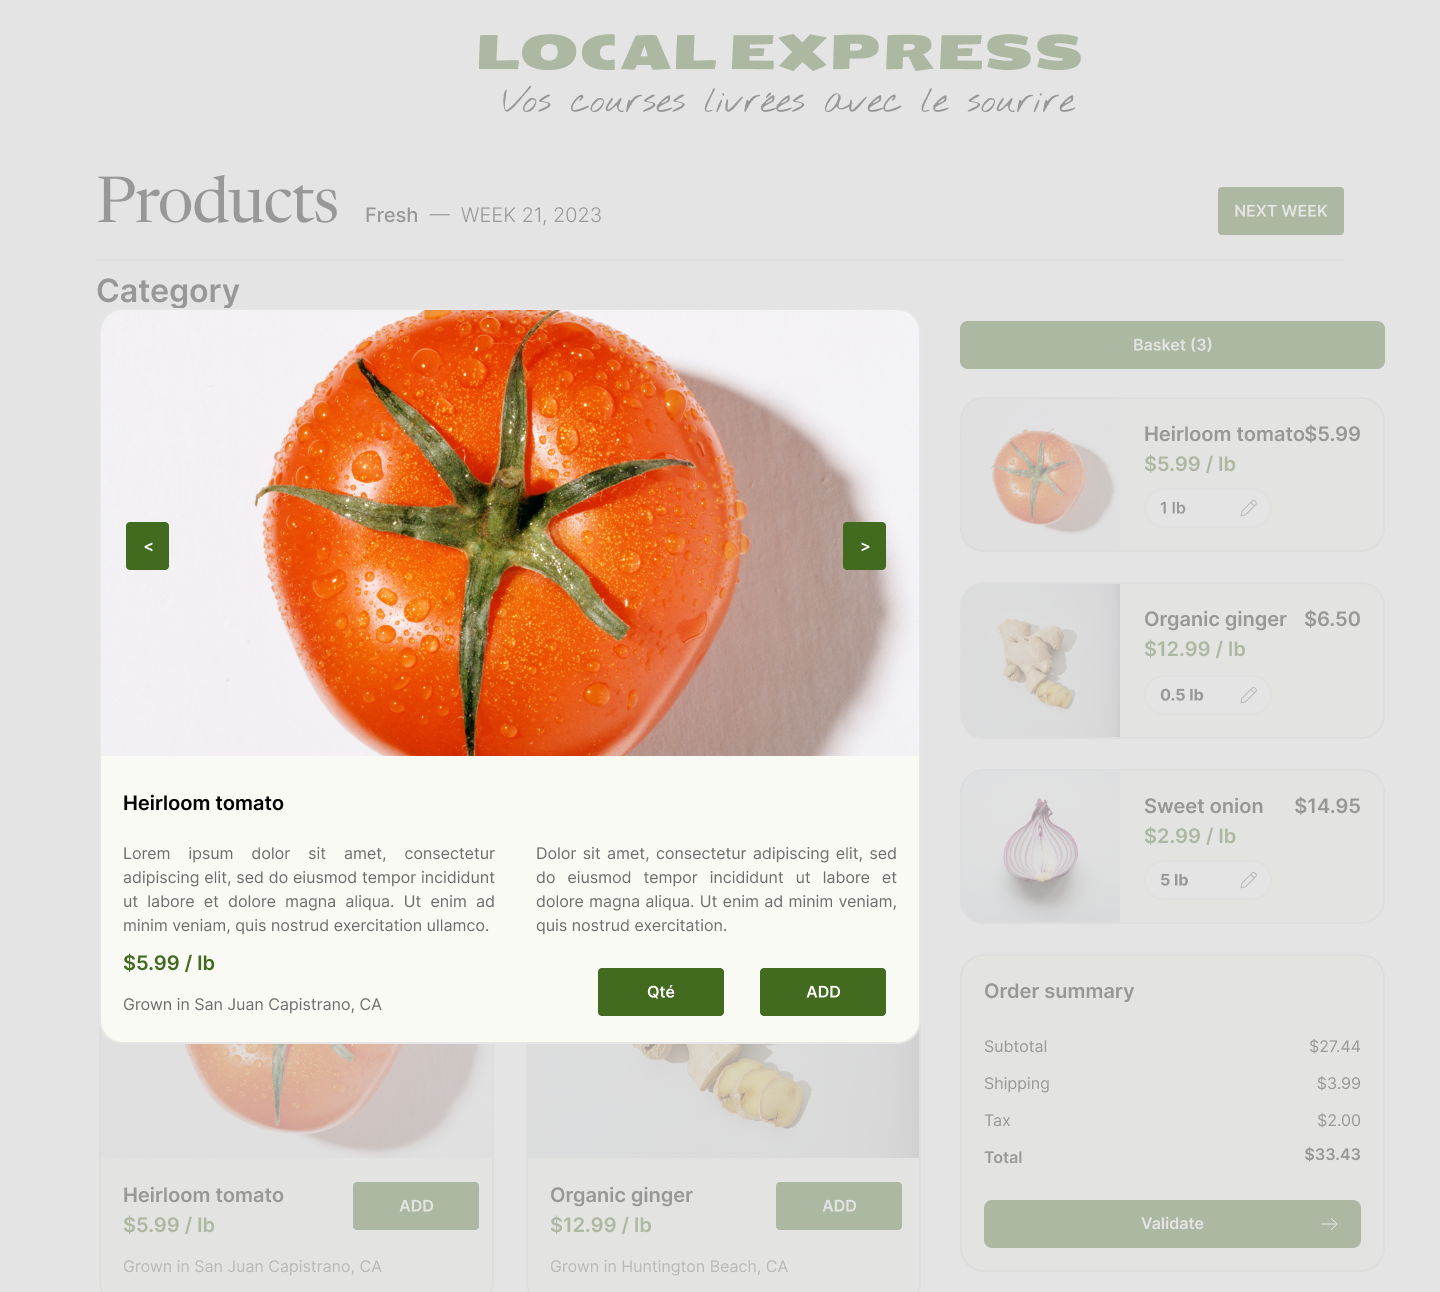 LOCAL EXPRESS
Vos courses livrées avec le sourire
Products
Fresh — WEEK 21, 2023
NEXT WEEK
Category
<
>
Heirloom tomato
Lorem ipsum dolor sit amet, consectetur
adipiscing elit, sed do eiusmod tempor incididunt
ut labore et dolore magna aliqua. Ut enim ad
minim veniam, quis nostrud exercitation ullamco.
Dolor sit amet, consectetur adipiscing elit, sed
do eiusmod tempor incididunt ut labore et
dolore magna aliqua. Ut enim ad minim veniam,
quis nostrud exercitation.
$5.99 / lb
Grown in San Juan Capistrano, CA
Qté
ADD
Heirloom tomato
$5.99 / lb
ADD
Grown in San Juan Capistrano, CA
Organic ginger
$12.99 / lb
ADD
Grown in Huntington Beach, CA
Basket (3)
Heirloom tomato $5.99
$5.99 / lb
1 lb
Organic ginger $6.50
$12.99 / lb
0.5 lb
Sweet onion $14.95
$2.99 / lb
5 lb
Order summary
Subtotal $27.44
Shipping $3.99
Tax $2.00
Total $33.43
Validate →